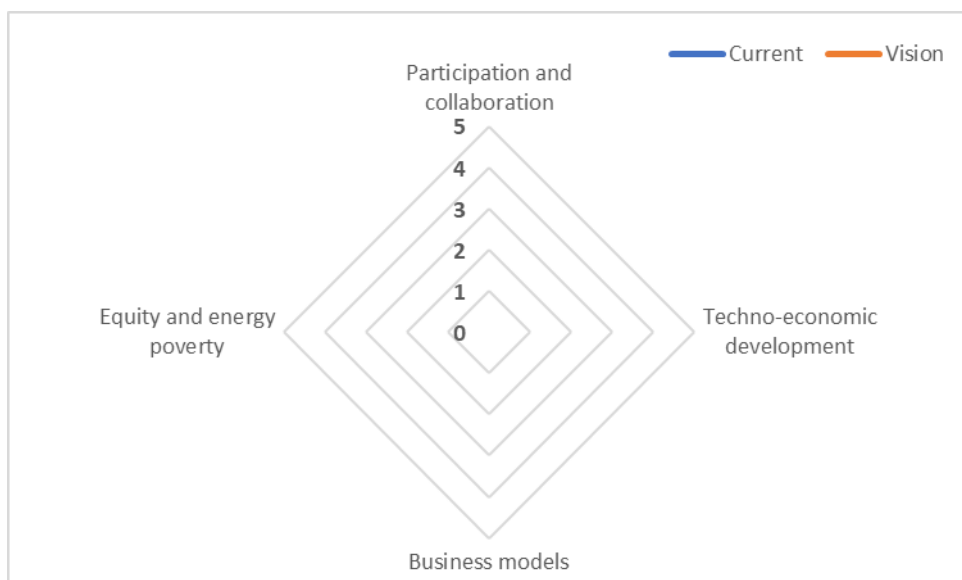 Current Vision
Participation and
collaboration
5
4
3
2
1
0
Equity and energy
poverty
Techno-economic
development
Business models